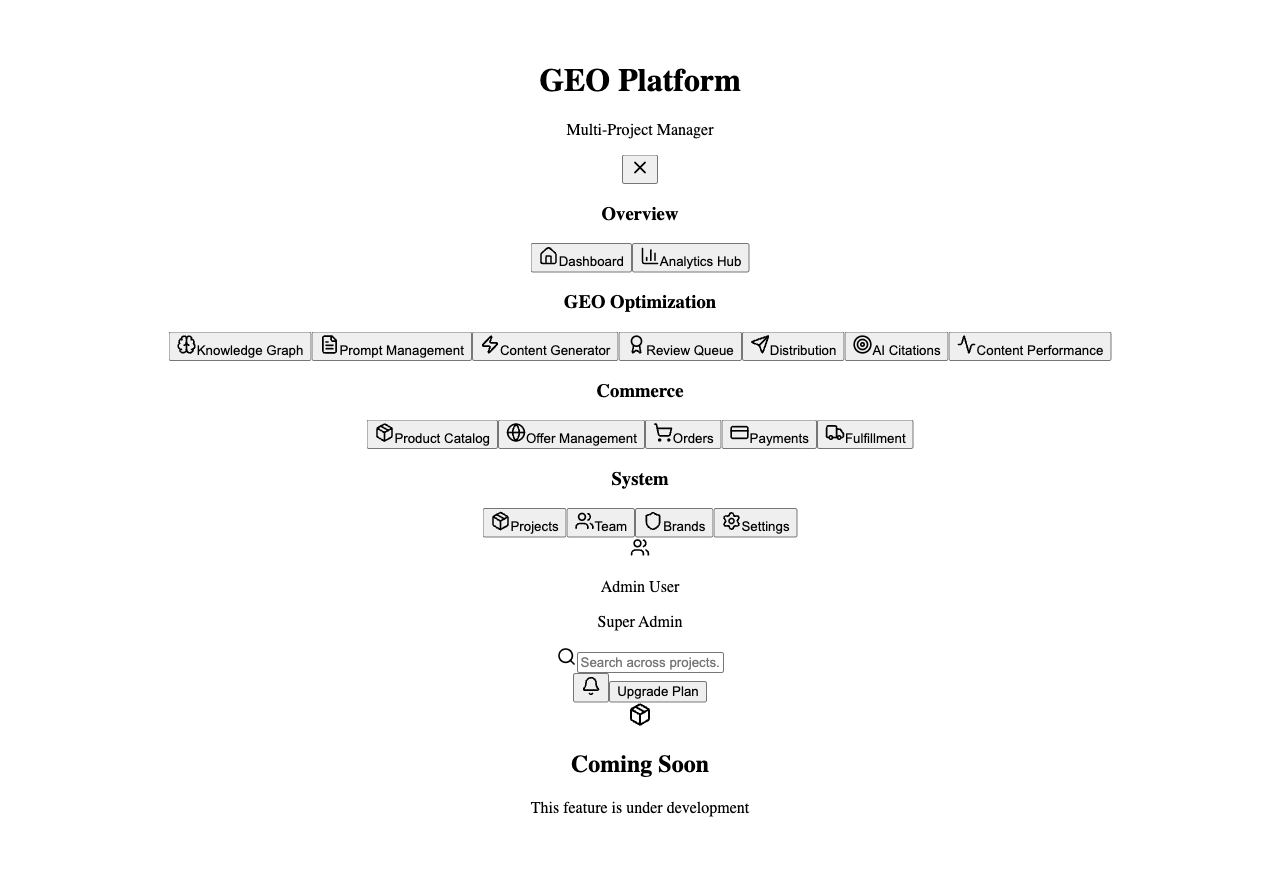 GEO Platform
Multi-Project Manager
Overview
Dashboard Analytics Hub
GEO Optimization
Knowledge Graph Prompt Management Content Generator Review Queue Distribution AI Citations Content Performance
Commerce
Product Catalog Offer Management Orders Payments Fulfillment
System
Projects Team Brands Settings
Admin User
Super Admin
Search across projects.
Upgrade Plan
Coming Soon
This feature is under development